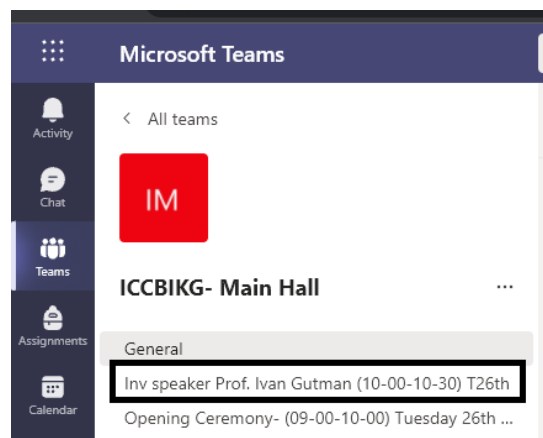 Microsoft Teams
Activity
< All teams
Chat
IM
Teams
ICCBIKG- Main Hall ...
Assignments
General
Inv speaker Prof. Ivan Gutman (10-00-10-30) T26th
Calendar
Opening Ceremony- (09-00-10-00) Tuesday 26th ...